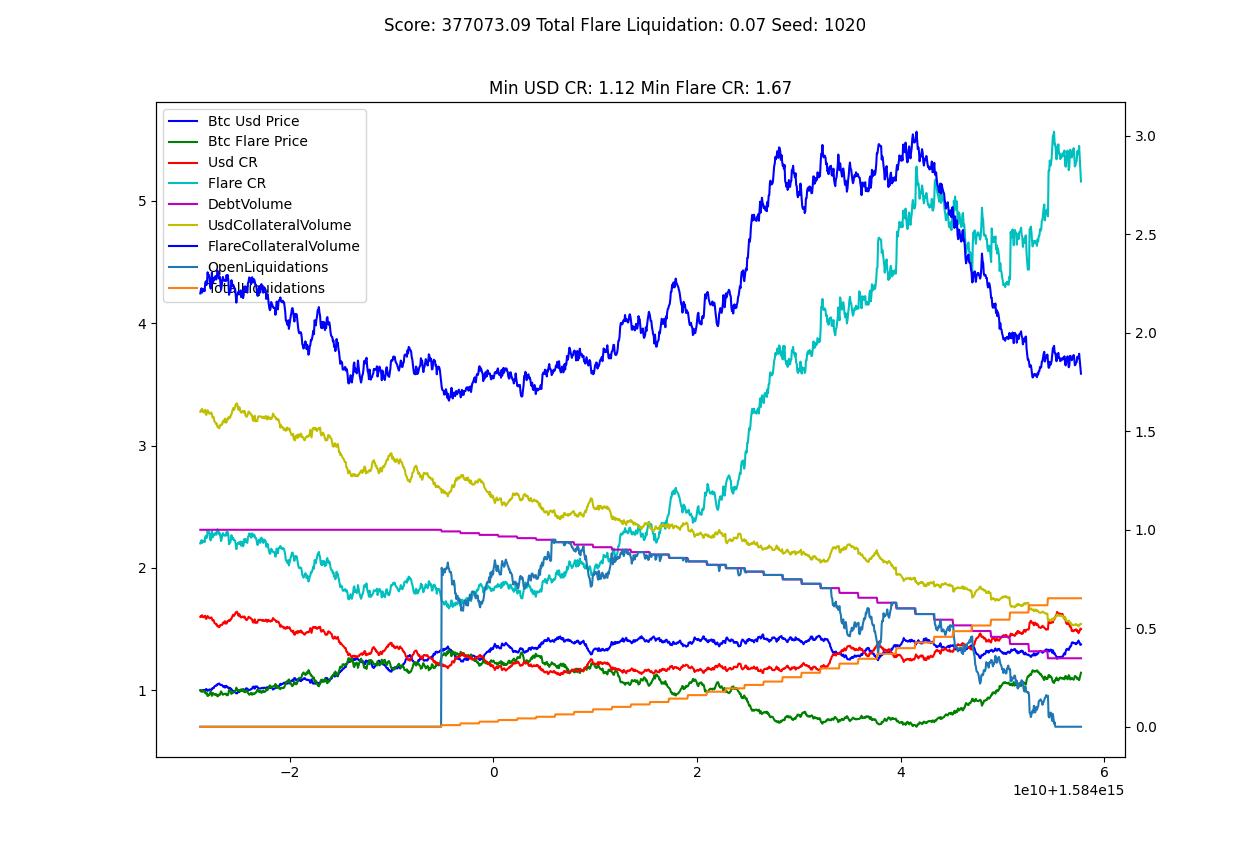 Score: 377073.09 Total Flare Liquidation: 0.07 Seed: 1020
Min USD CR: 1.12 Min Flare CR: 1.67
Btc Usd Price
Btc Flare Price
Usd CR
Flare CR
DebtVolume
UsdCollateralVolume
FlareCollateralVolume
OpenLiquidations
TotalLiquidations
5
4
3
2
1
3.0
2.5
2.0
1.5
1.0
0.5
0.0
−2
0
2
4
6
1e10+1.584e15